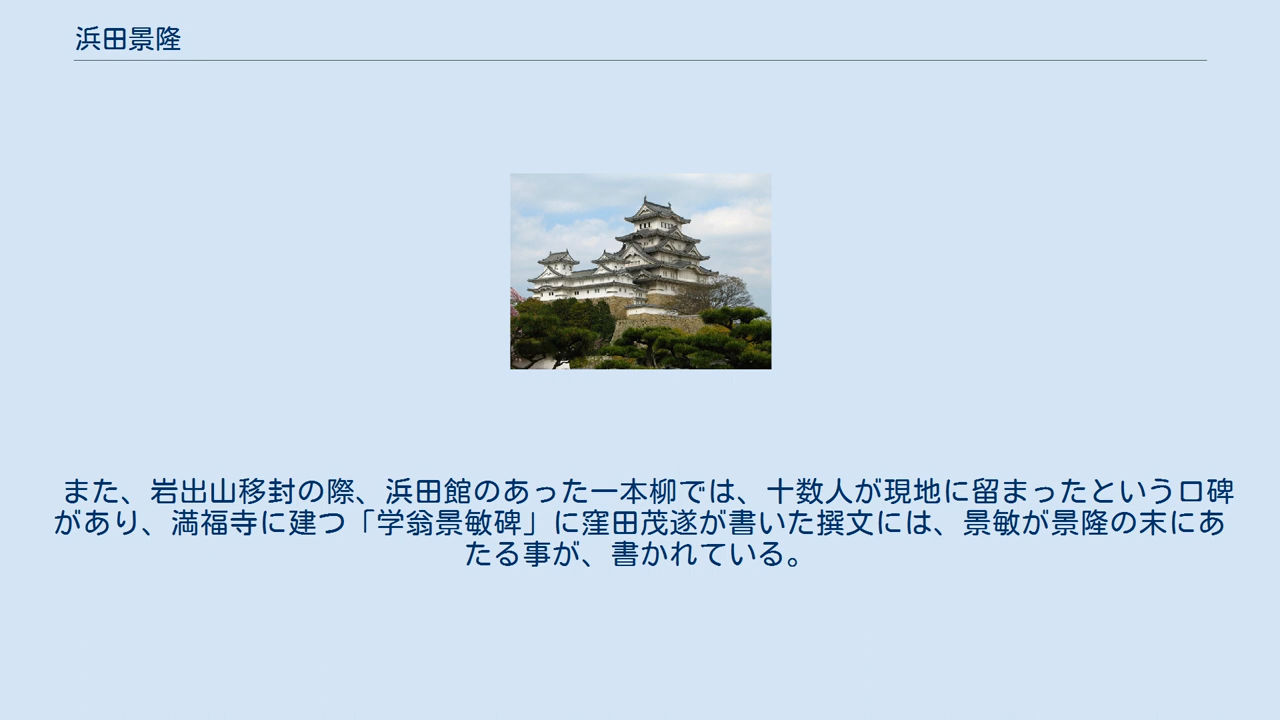 浜田景隆
また、岩出山移封の際、浜田館のあった一本柳では、十数人が現地に留まったという口碑
があり、満福寺に建つ「学翁景敏碑」に窪田茂遂が書いた撰文には、景敏が景隆の末にあ
たる事が、書かれている。